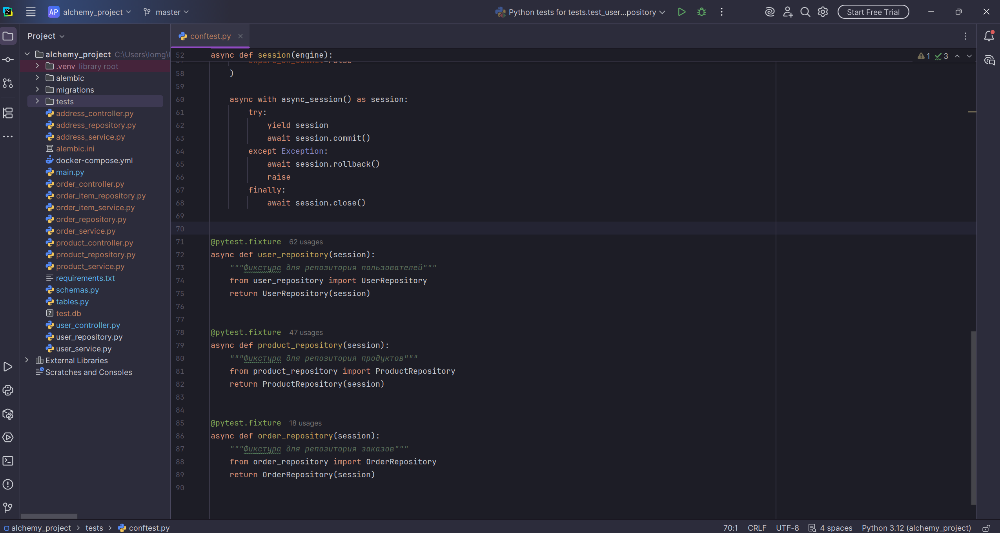 AP alchemy_project master Python tests for tests.test_user...pository Start Free Trial
Project
conftest.py
alchemy_project C:\Users\lomg\
.venv library root
alembic
migrations
tests
address_controller.py
address_repository.py
address_service.py
alembic.ini
docker-compose.yml
main.py
order_controller.py
order_item_repository.py
order_item_service.py
order_repository.py
order_service.py
product_controller.py
product_repository.py
product_service.py
requirements.txt
schemas.py
tables.py
test.db
user_controller.py
user_repository.py
user_service.py
External Libraries
Scratches and Consoles
52 async def session(engine):
1 3
57 expire_on_commit=False
58 )
59
60 async with async_session() as session:
61 try:
62 yield session
63 await session.commit()
64 except Exception:
65 await session.rollback()
66 raise
67 finally:
68 await session.close()
69
70
71 @pytest.fixture 62 usages
72 async def user_repository(session):
73 """Фикстура для репозитория пользователей"""
74 from user_repository import UserRepository
75 return UserRepository(session)
76
77
78 @pytest.fixture 47 usages
79 async def product_repository(session):
80 """Фикстура для репозитория продуктов"""
81 from product_repository import ProductRepository
82 return ProductRepository(session)
83
84
85 @pytest.fixture 18 usages
86 async def order_repository(session):
87 """Фикстура для репозитория заказов"""
88 from order_repository import OrderRepository
89 return OrderRepository(session)
90
alchemy_project > tests > conftest.py 70:1 CRLF UTF-8 4 spaces Python 3.12 (alchemy_project)